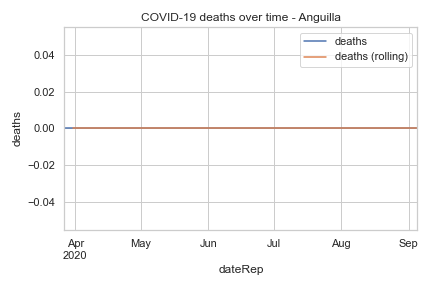 COVID-19 deaths over time - Anguilla
deaths
deaths (rolling)
0.04
0.02
0.00
−0.02
−0.04
deaths
Apr
2020
May
Jun
Jul
Aug
Sep
dateRep